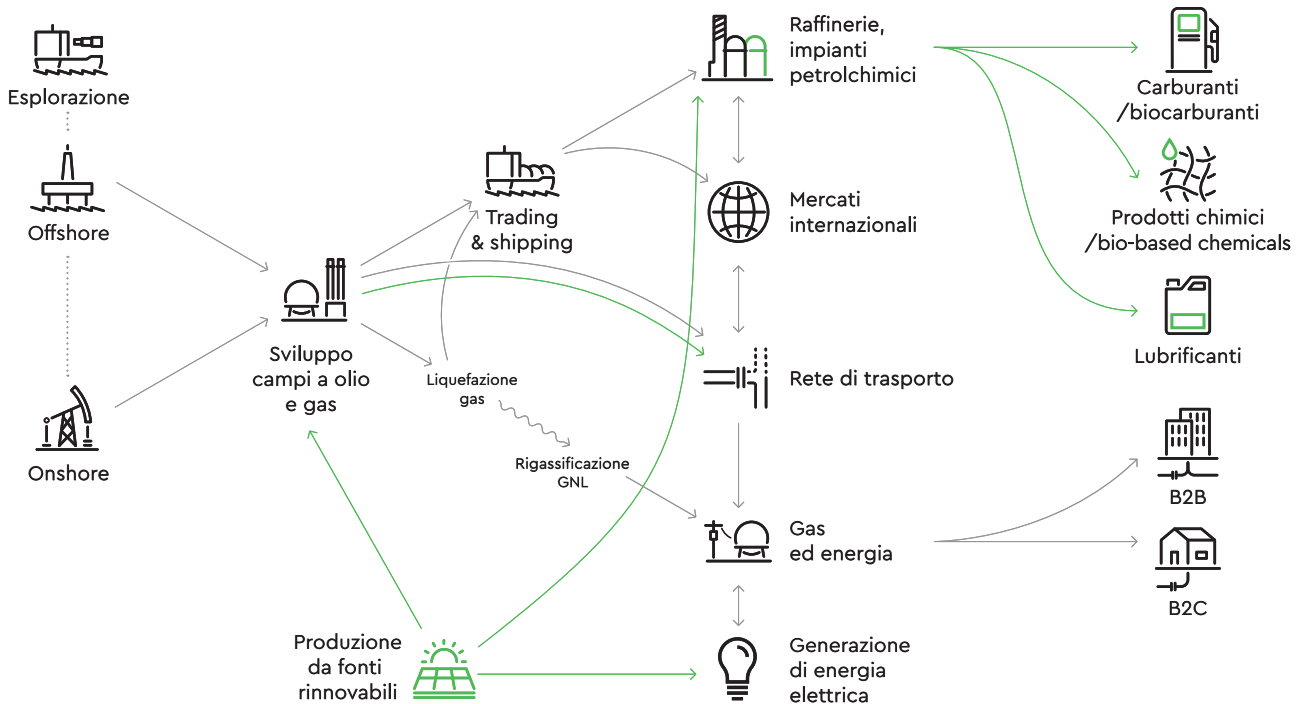 Esplorazione
Offshore
Onshore
Sviluppo
campi a olio
e gas
Produzione
da fonti
rinnovabili
Trading
& shipping
Liquefazione
gas
Rigassificazione
GNL
Raffinerie,
impianti
petrolchimici
Mercati
internazionali
Rete di trasporto
Gas
ed energia
Generazione
di energia
elettrica
Carburanti
/biocarburanti
Prodotti chimici
/bio-based chemicals
Lubrificanti
B2B
B2C